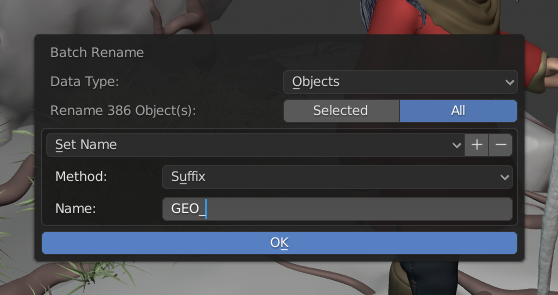 Batch Rename
Data Type: Objects
Rename 386 Object(s): Selected All
Set Name
Method: Suffix
Name: GEO_
OK